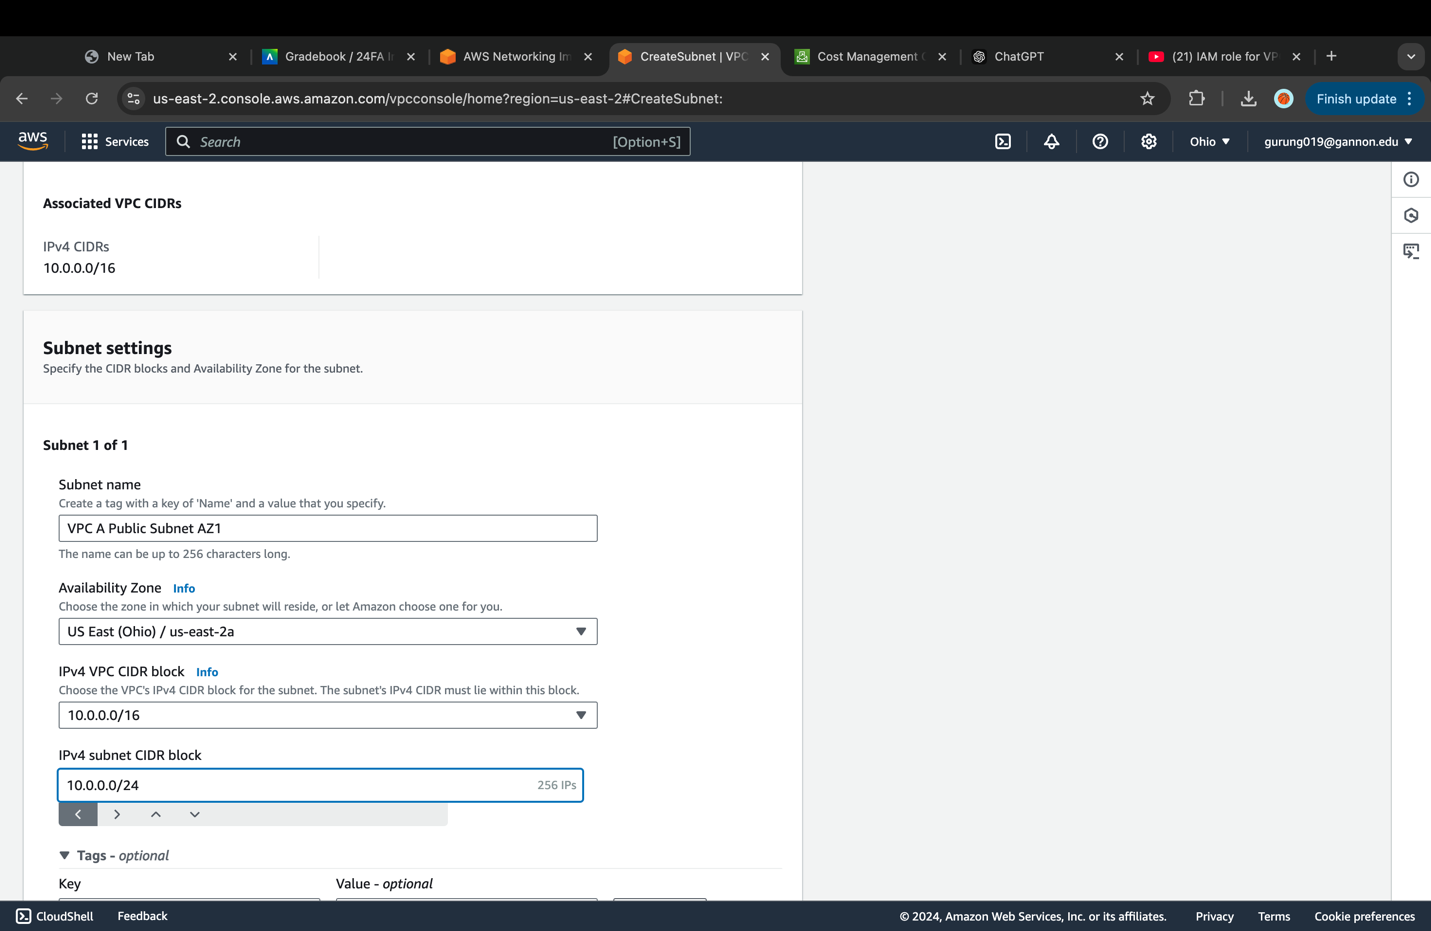 New Tab
Gradebook / 24FA I
AWS Networking Im
CreateSubnet | VPC
Cost Management C
ChatGPT
(21) IAM role for VP
us-east-2.console.aws.amazon.com/vpcconsole/home?region=us-east-2#CreateSubnet:
Finish update
aws
Services
Search
[Option+S]
Ohio
gurung019@gannon.edu
Associated VPC CIDRs
IPv4 CIDRs
10.0.0.0/16
Subnet settings
Specify the CIDR blocks and Availability Zone for the subnet.
Subnet 1 of 1
Subnet name
Create a tag with a key of 'Name' and a value that you specify.
VPC A Public Subnet AZ1
The name can be up to 256 characters long.
Availability Zone Info
Choose the zone in which your subnet will reside, or let Amazon choose one for you.
US East (Ohio) / us-east-2a
IPv4 VPC CIDR block Info
Choose the VPC's IPv4 CIDR block for the subnet. The subnet's IPv4 CIDR must lie within this block.
10.0.0.0/16
IPv4 subnet CIDR block
10.0.0.0/24
256 IPs
Tags - optional
Key
Value - optional
CloudShell
Feedback
© 2024, Amazon Web Services, Inc. or its affiliates.
Privacy
Terms
Cookie preferences